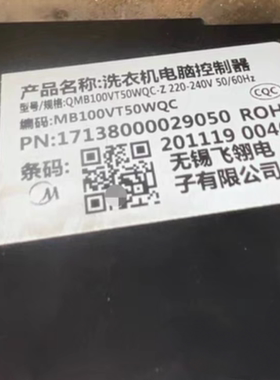 产品名称:洗衣机电脑控制器
型号/规格:QMB100VT50WQC-Z 220-240V 50/60Hz
编码:MB100VT50WQC
CQC
PN:17138000029050 ROH
条码:
201119 004
无锡飞翎电
子有限公司